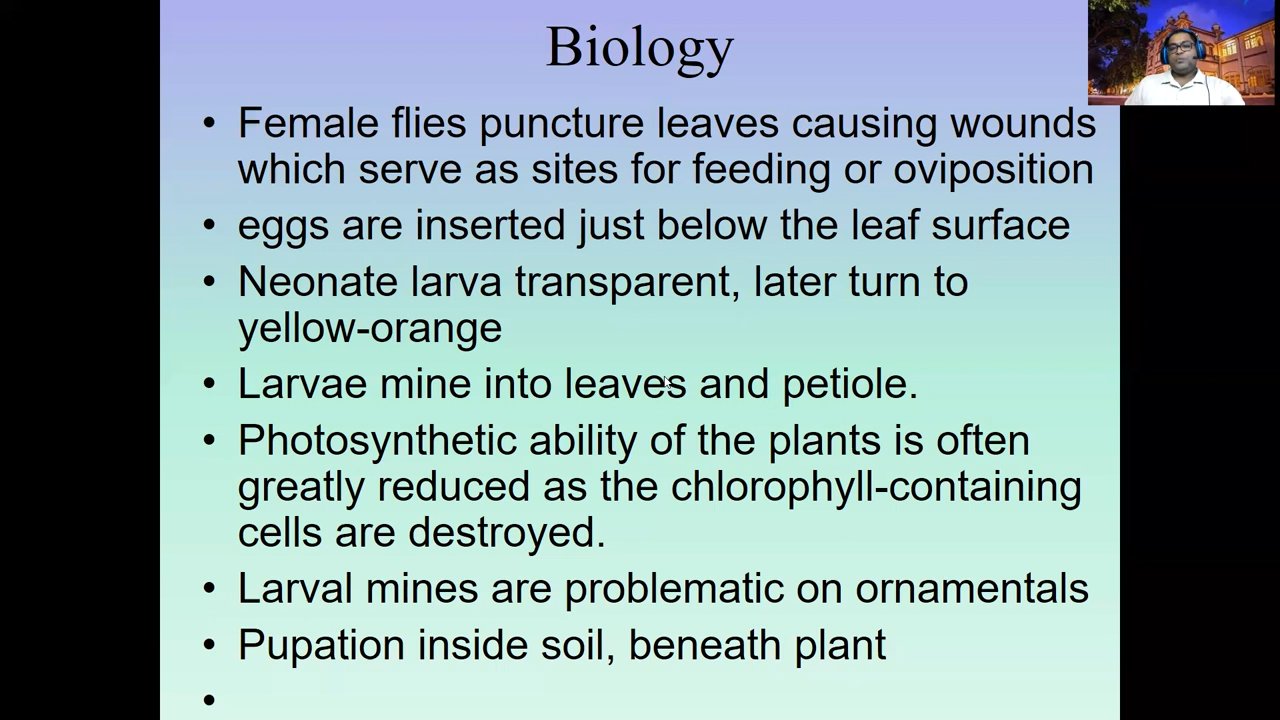 Biology
• Female flies puncture leaves causing wounds
which serve as sites for feeding or oviposition
• eggs are inserted just below the leaf surface
• Neonate larva transparent, later turn to
yellow-orange
• Larvae mine into leaves and petiole.
• Photosynthetic ability of the plants is often
greatly reduced as the chlorophyll-containing
cells are destroyed.
• Larval mines are problematic on ornamentals
• Pupation inside soil, beneath plant
•